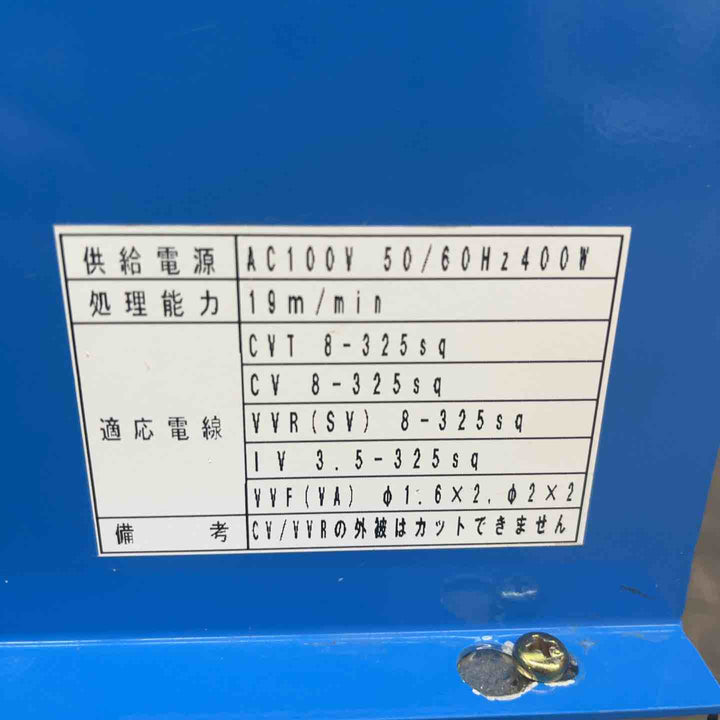 供給電源 AC100V 50/60Hz400W
処理能力 19m/min
適応電線 CVT 8-325sq
CV 8-325sq
VVR(SV) 8-325sq
IV 3.5-325sq
VVF(VA) φ1.6×2.φ2×2
備考 CV/VVRの外被はカットできません